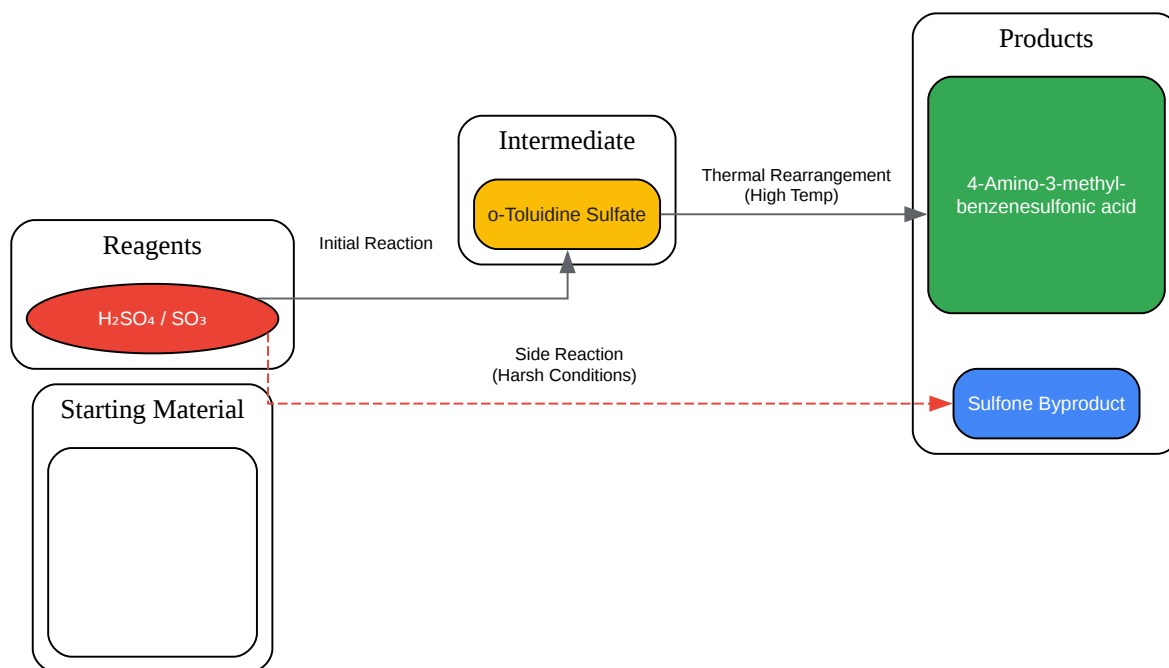 Products
4-Amino-3-methyl-
benzenesulfonic acid
Intermediate
o-Toluidine Sulfate
Thermal Rearrangement
(High Temp)
Reagents
Initial Reaction
H₂SO₄ / SO₃
Side Reaction
(Harsh Conditions)
Sulfone Byproduct
Starting Material